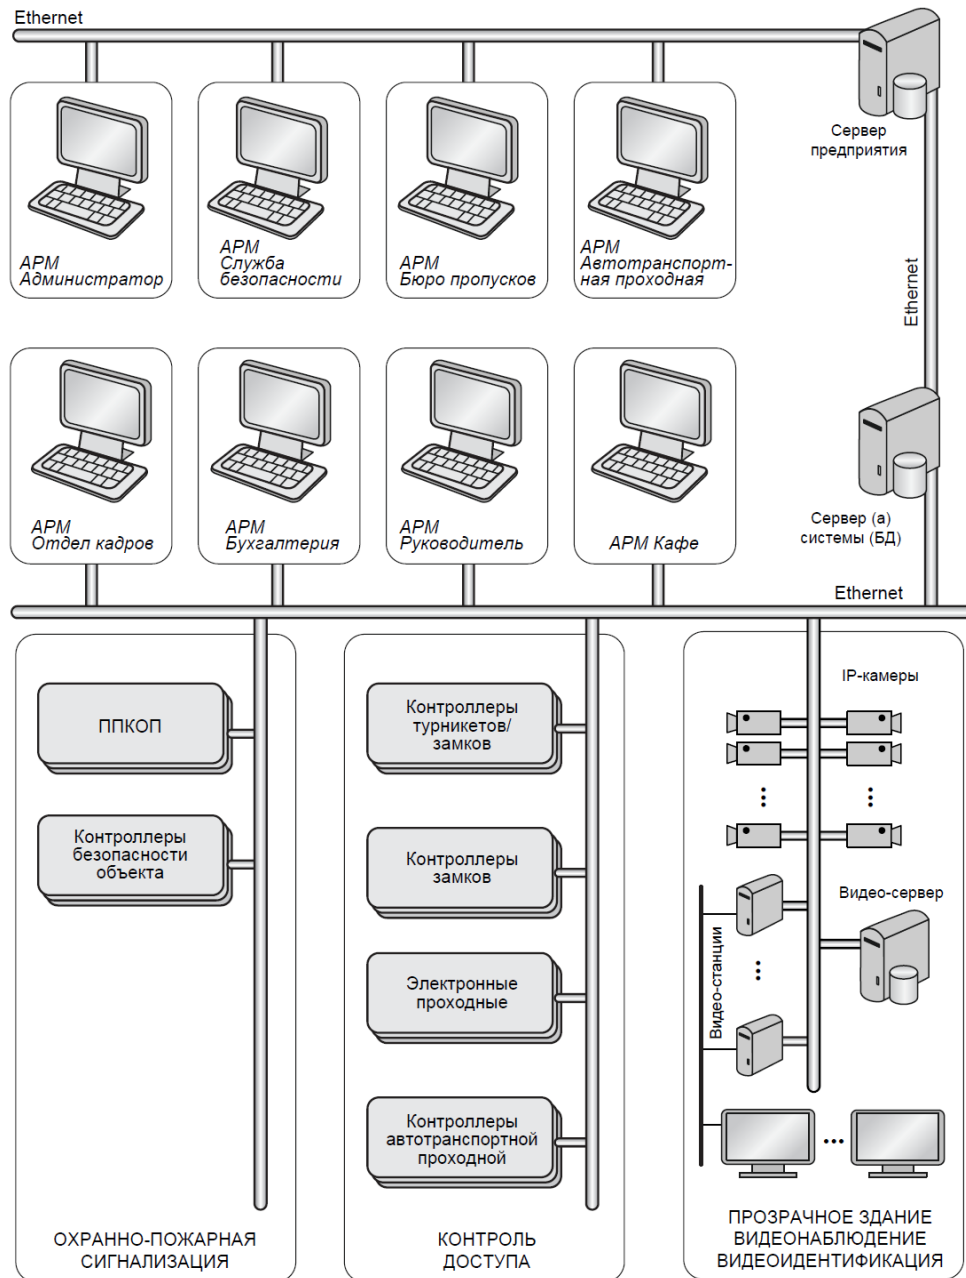 Ethernet
Сервер
предприятия
АРМ
Администратор
АРМ
Служба
безопасности
АРМ
Бюро пропусков
АРМ
Автотранспорт-
ная проходная
Ethernet
АРМ
Отдел кадров
АРМ
Бухгалтерия
АРМ
Руководитель
АРМ Кафе
Сервер (а)
системы (БД)
Ethernet
ППКОП
Контроллеры
безопасности
объекта
ОХРАННО-ПОЖАРНАЯ
СИГНАЛИЗАЦИЯ
Контроллеры
турникетов/
замков
Контроллеры
замков
Электронные
проходные
Контроллеры
автотранспортной
проходной
КОНТРОЛЬ
ДОСТУПА
IP-камеры
Видео-сервер
Видео-станции
ПРОЗРАЧНОЕ ЗДАНИЕ
ВИДЕОНАБЛЮДЕНИЕ
ВИДЕОИДЕНТИФИКАЦИЯ